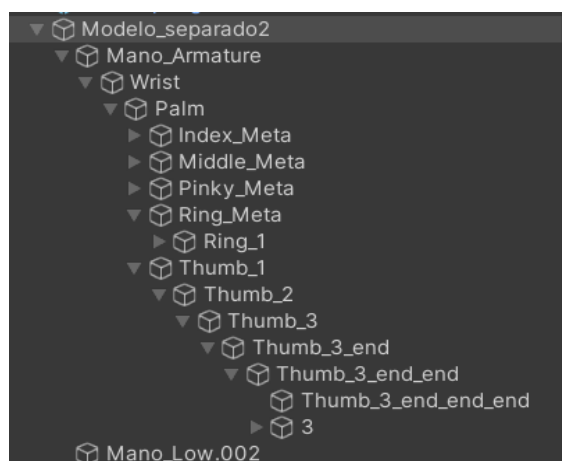 Modelo_separado2
Mano_Armature
Wrist
Palm
Index_Meta
Middle_Meta
Pinky_Meta
Ring_Meta
Ring_1
Thumb_1
Thumb_2
Thumb_3
Thumb_3_end
Thumb_3_end_end
Thumb_3_end_end_end
3
Mano_Low.002